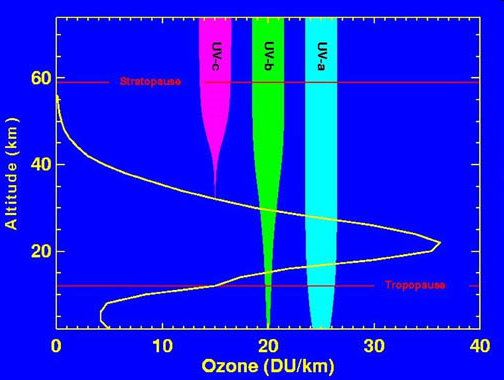 UV-c
UV-b
UV-a
60
Stratopause
40
20
Tropopause
0
10
20
30
40
Altitude (km)
Ozone (DU/km)